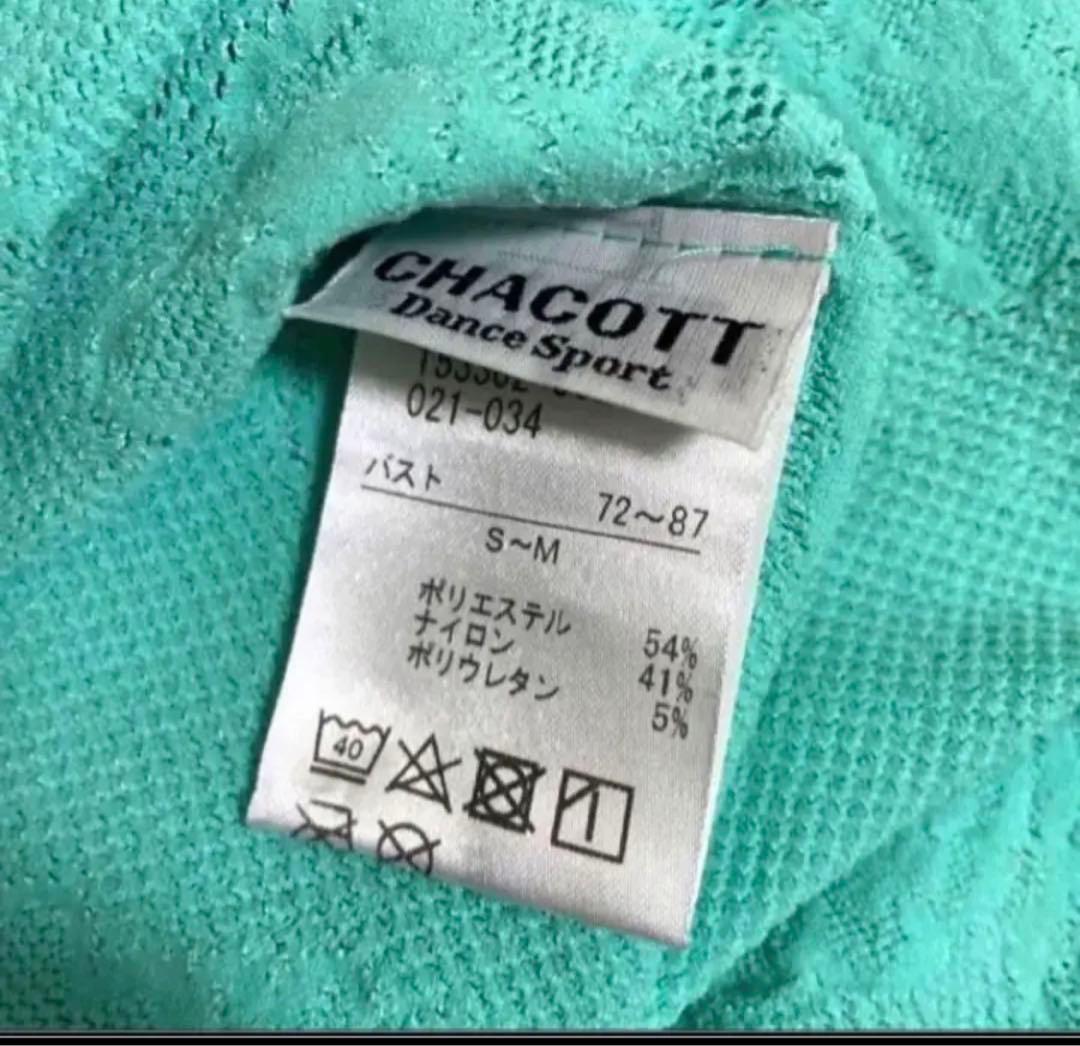 CHACOTT
Dance Sport
021-034
バスト 72〜87
S〜M
ポリエステル 54%
ナイロン 41%
ポリウレタン 5%
40